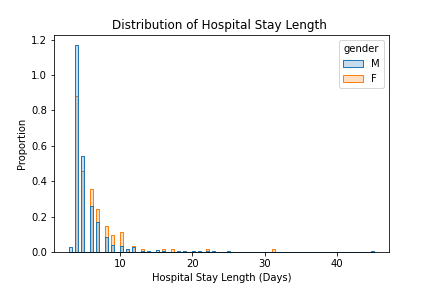 Distribution of Hospital Stay Length
1.2
1.0
0.8
0.6
0.4
0.2
0.0
Proportion
gender
M
F
10
20
30
40
Hospital Stay Length (Days)